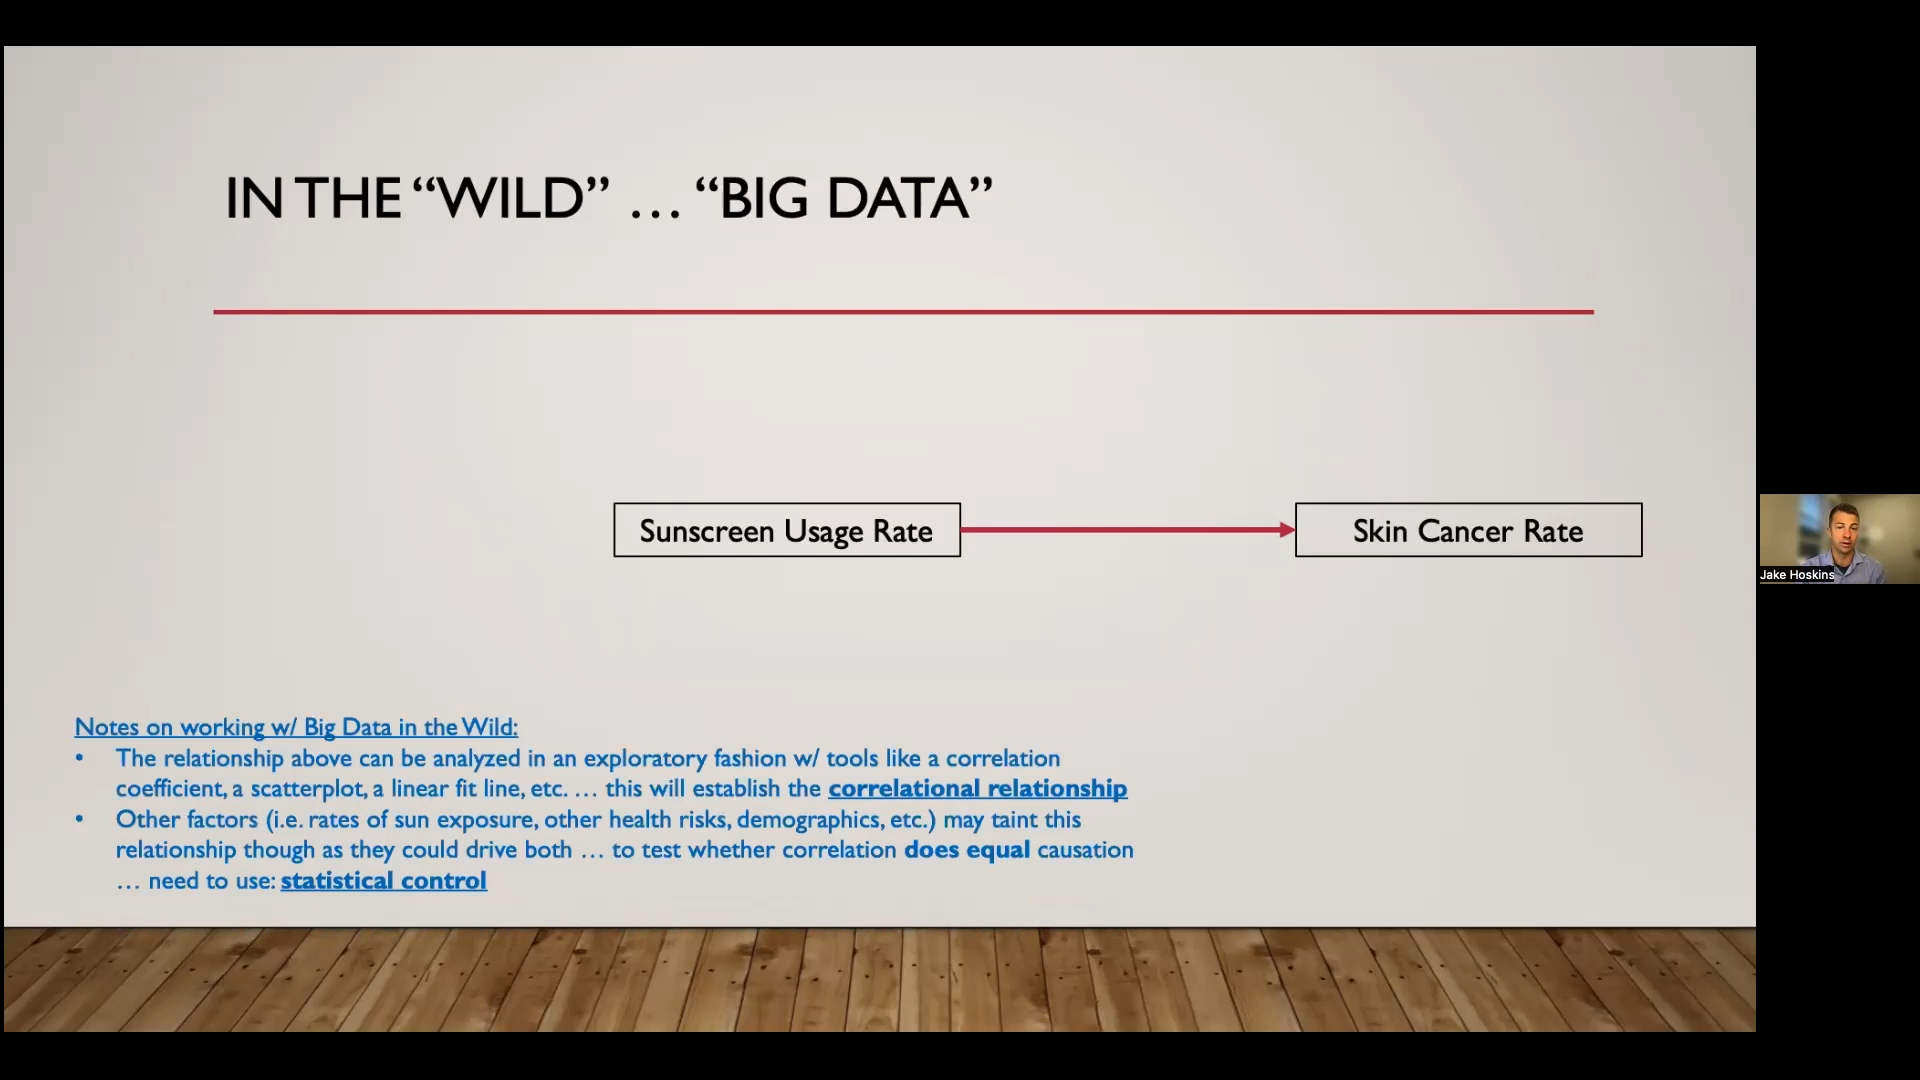 IN THE “WILD” … “BIG DATA”
Sunscreen Usage Rate
Skin Cancer Rate
Jake Hoskins
Notes on working w/ Big Data in the Wild:
• The relationship above can be analyzed in an exploratory fashion w/ tools like a correlation
coefficient, a scatterplot, a linear fit line, etc. … this will establish the correlational relationship
• Other factors (i.e. rates of sun exposure, other health risks, demographics, etc.) may taint this
relationship though as they could drive both … to test whether correlation does equal causation
… need to use: statistical control